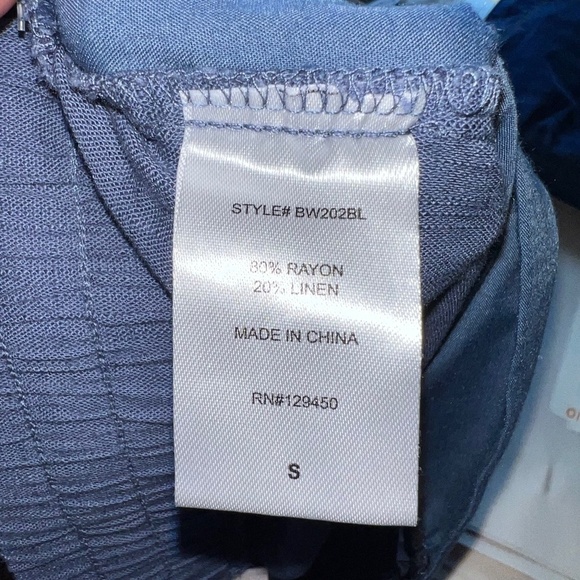 STYLE# BW202BL
80% RAYON
20% LINEN
MADE IN CHINA
RN#129450
S